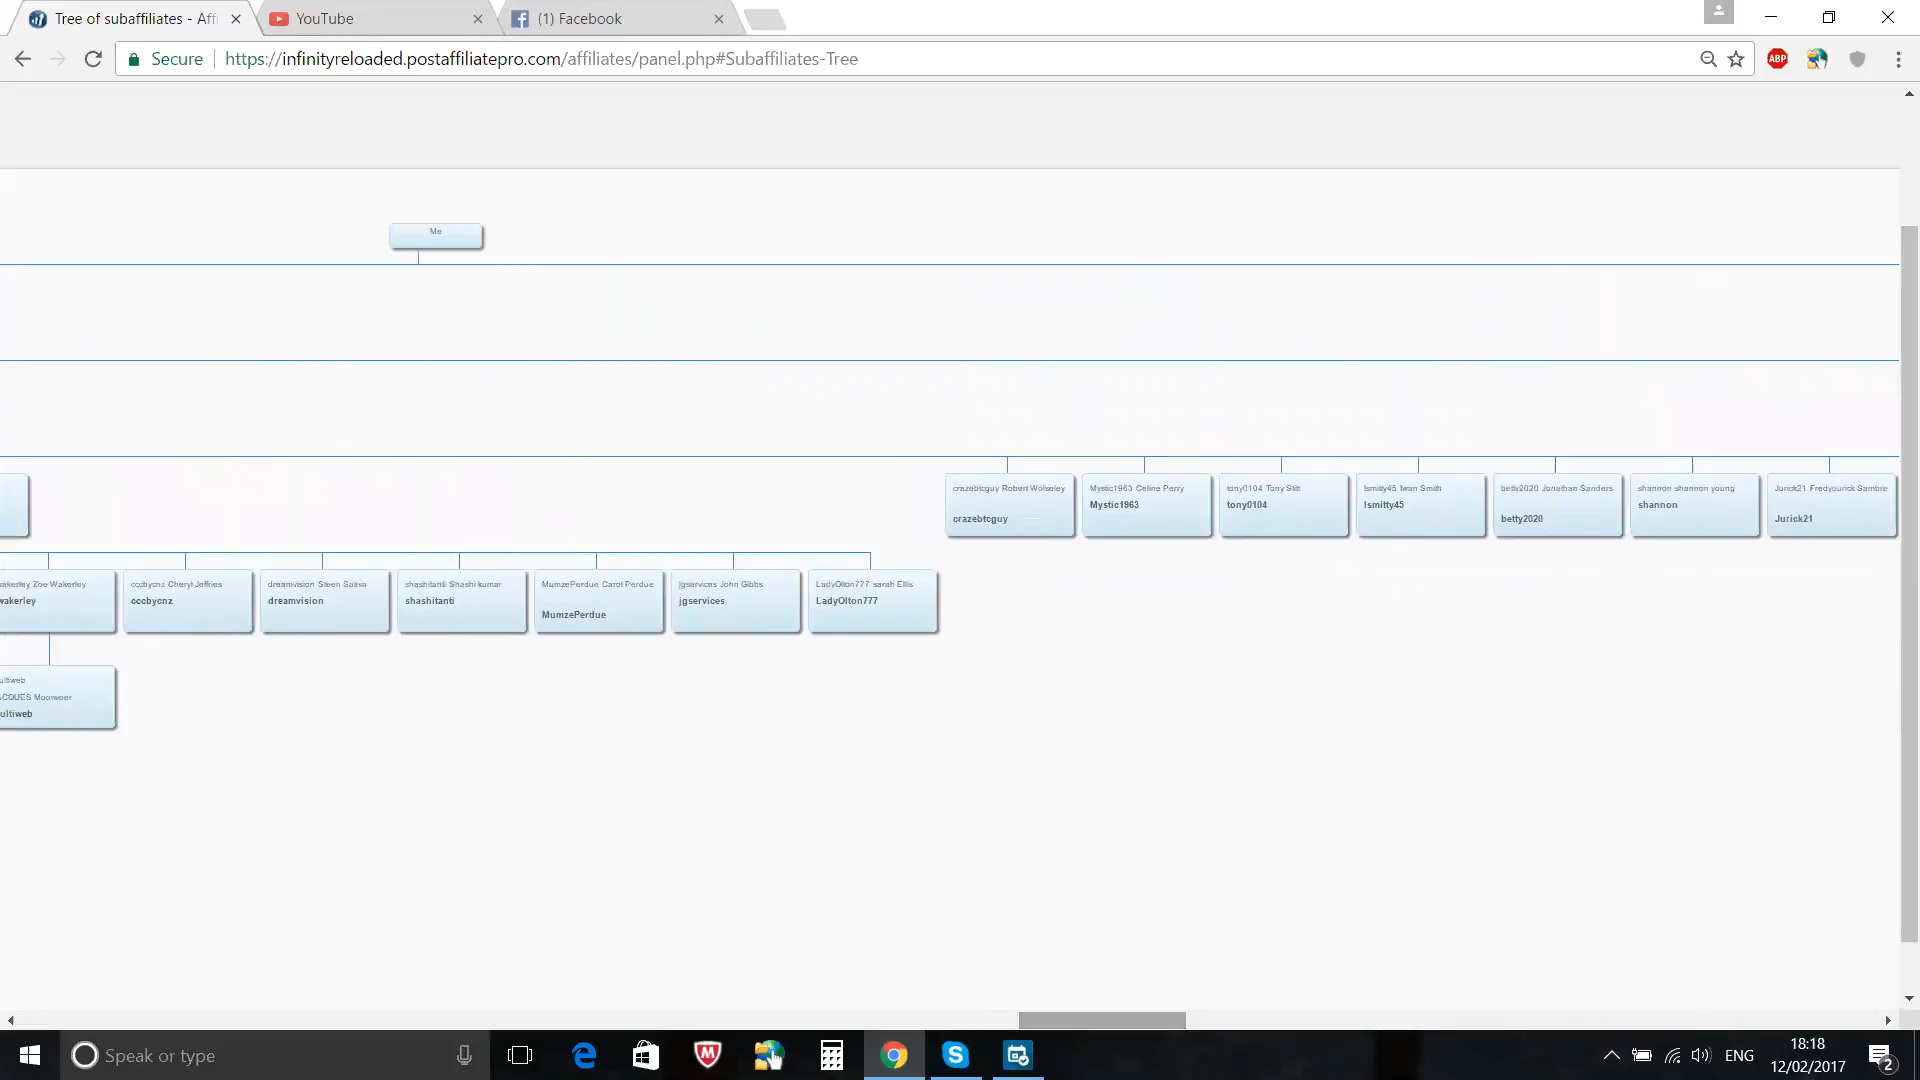 Tree of subaffiliates - Affi
YouTube
(1) Facebook
Secure
https://infinityreloaded.postaffiliatepro.com/affiliates/panel.php#Subaffiliates-Tree
ABP
Me
crazebtcguy Robert Wolseley
crazebtcguy
Mystic1963 Celine Perry
Mystic1963
tony0104 Tony Stitt
tony0104
lsmitty45 Iwan Smith
lsmitty45
betty2020 Jonathan Sanders
betty2020
shannon shannon young
shannon
Jurick21 Fredyourick Sambre
Jurick21
wakerley Zoe Wakerley
wakerley
cccbycnz Cheryl Jeffries
cccbycnz
dreamvision Steen
dreamvision
shashitanti Shashi kumar
shashitanti
MumzePerdue Carol Perdue
MumzePerdue
jgservices John Gibbs
jgservices
LadyOlton777 sarah Ellis
LadyOlton777
ultiweb
ACQUES
ultiweb
Speak or type
ENG
18:18
12/02/2017
2